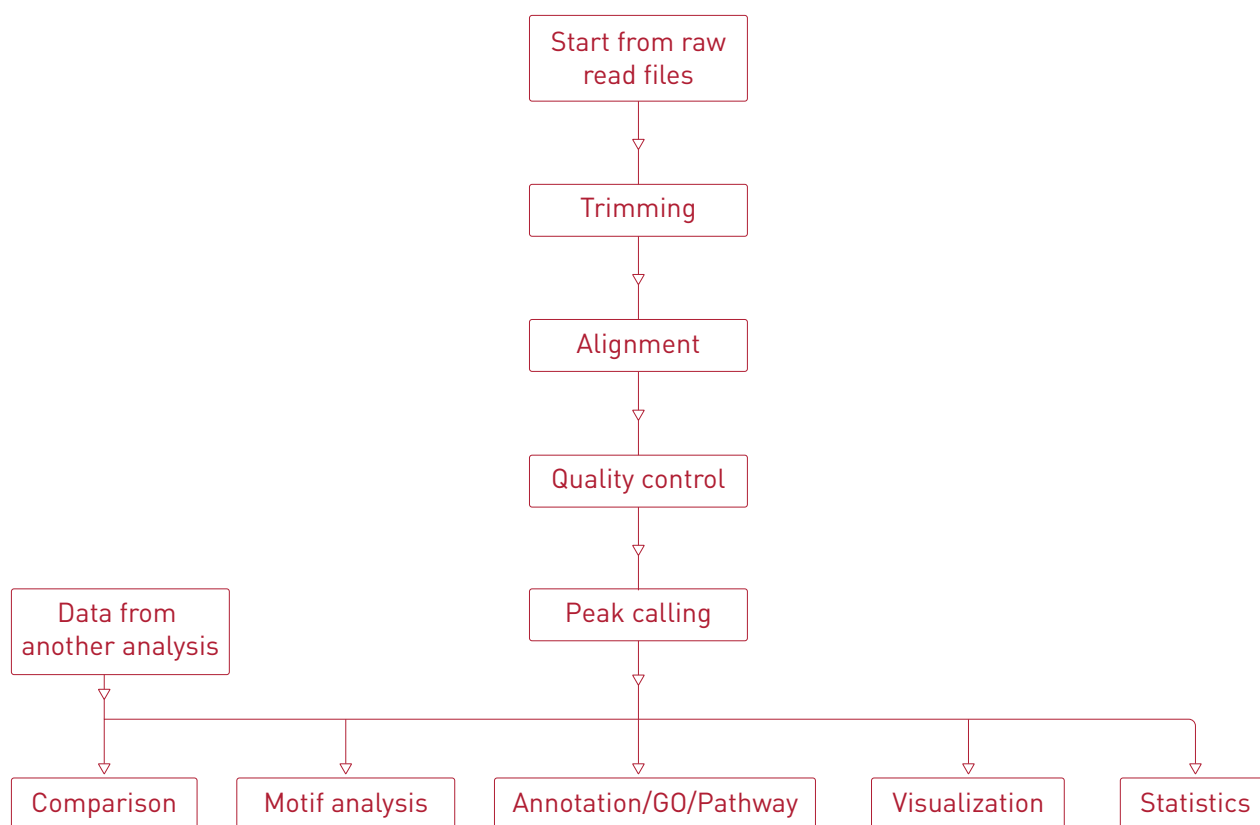 Start from raw
read files
Trimming
Alignment
Quality control
Peak calling
Data from
another analysis
Comparison
Motif analysis
Annotation/GO/Pathway
Visualization
Statistics